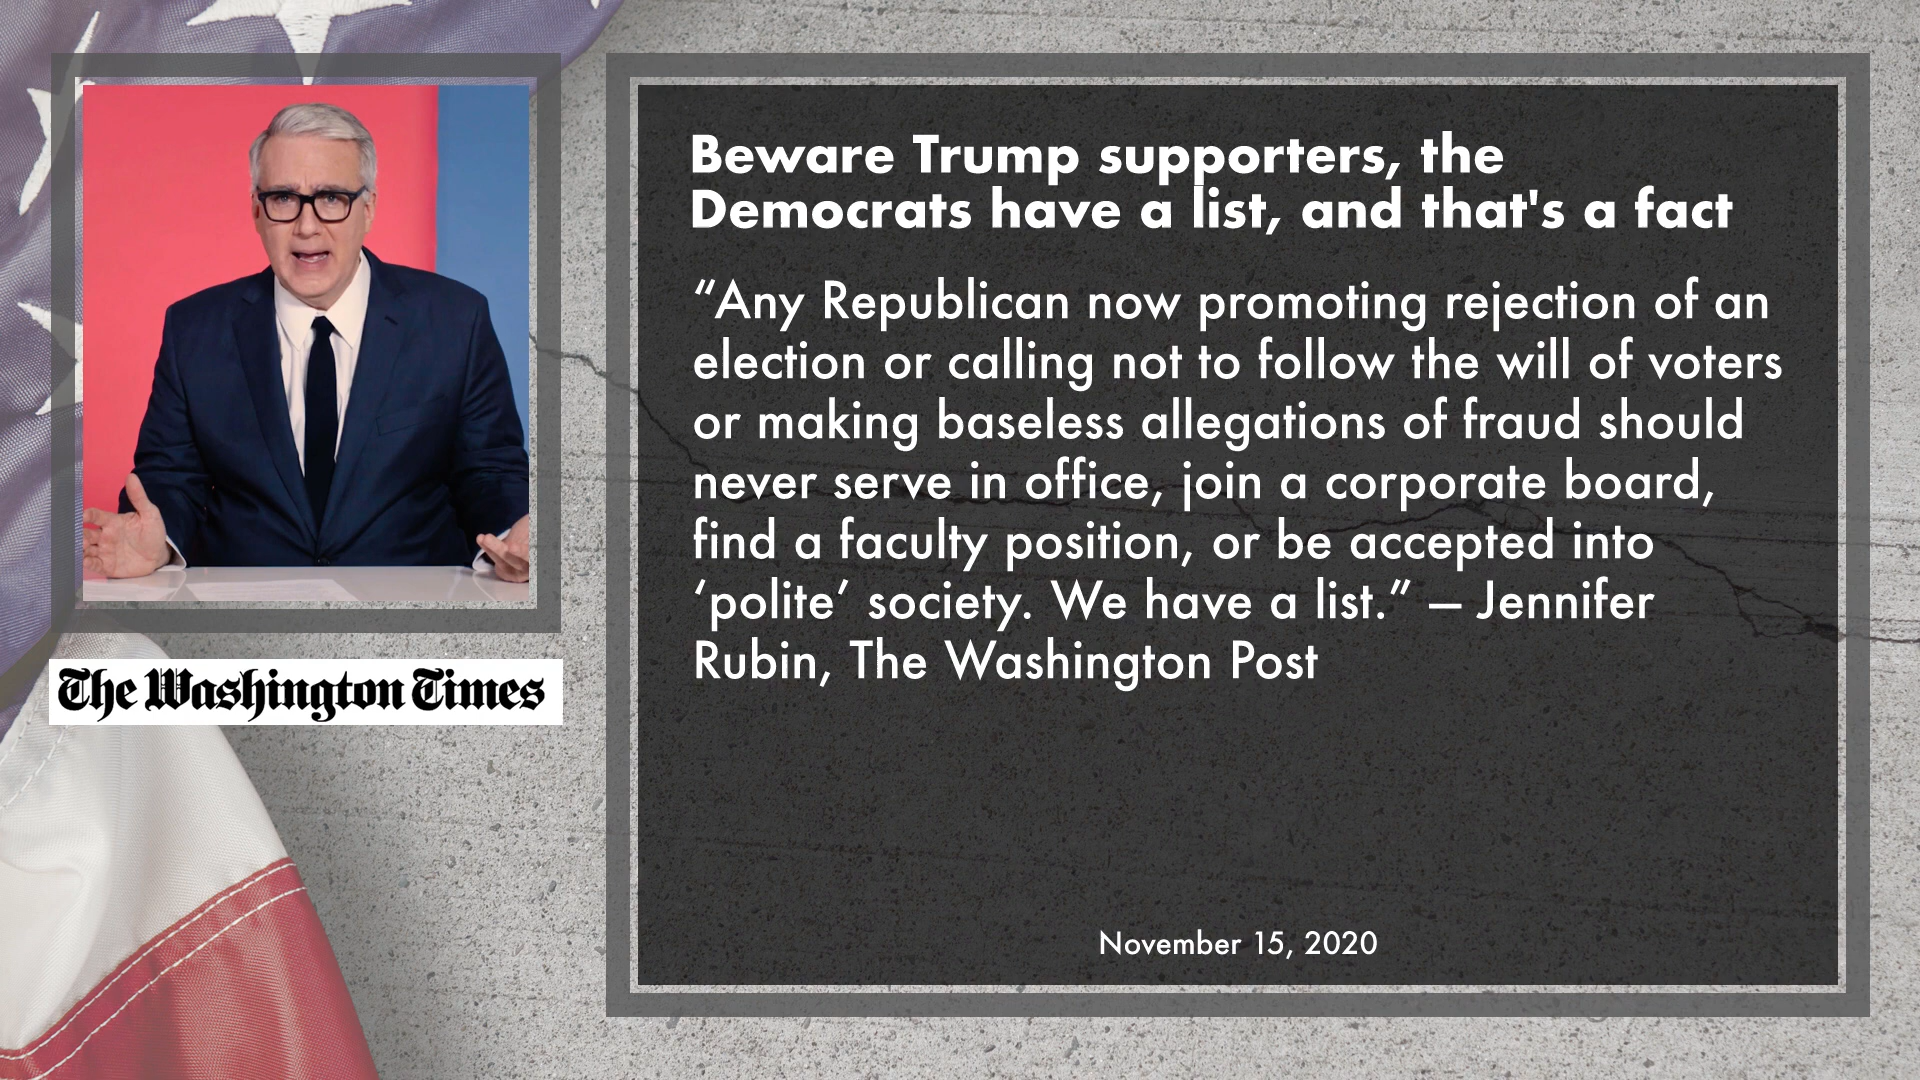 Beware Trump supporters, the
Democrats have a list, and that's a fact
“Any Republican now promoting rejection of an
election or calling not to follow the will of voters
or making baseless allegations of fraud should
never serve in office, join a corporate board,
find a faculty position, or be accepted into
‘polite’ society. We have a list.” — Jennifer
Rubin, The Washington Post
The Washington Times
November 15, 2020